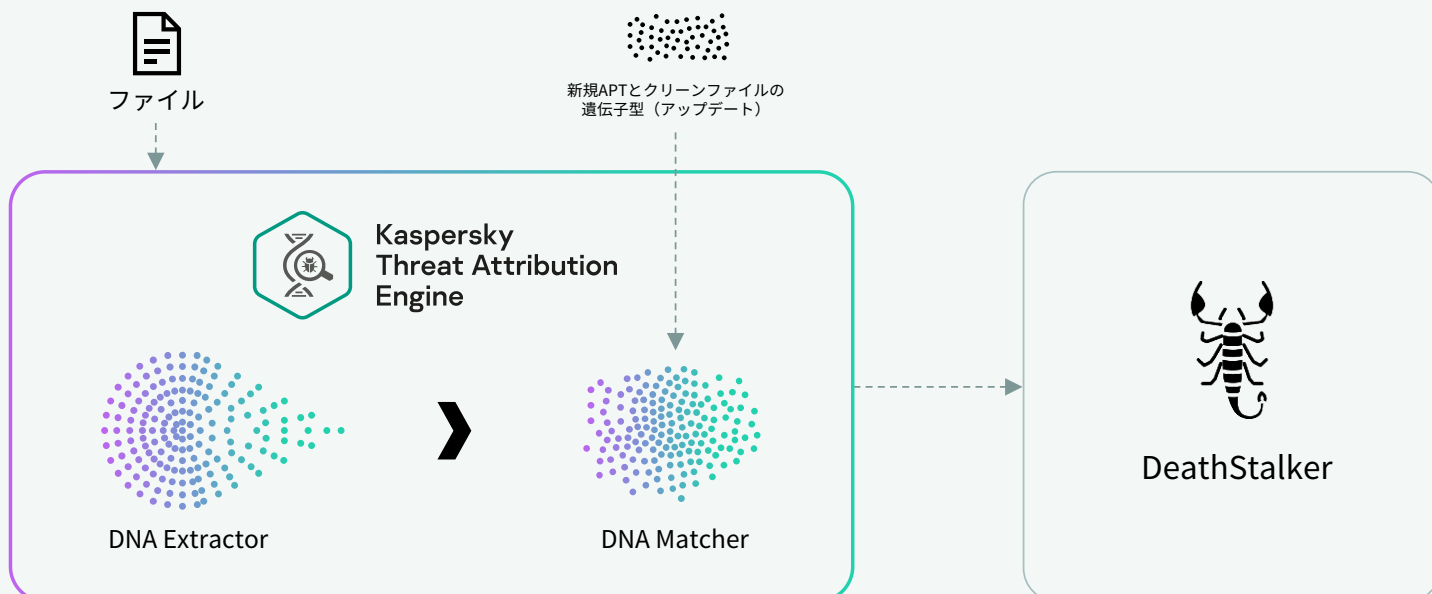 ファイル
新規APTとクリーンファイルの
遺伝子型（アップデート）
Kaspersky
Threat Attribution
Engine
DNA Extractor
DNA Matcher
DeathStalker